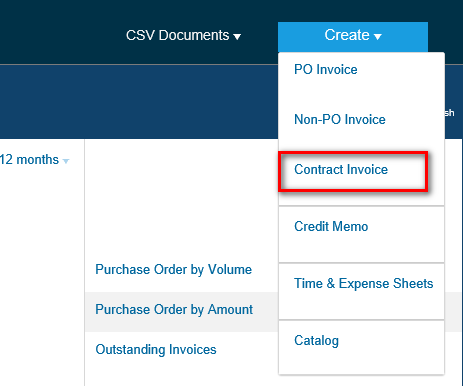 CSV Documents
Create
PO Invoice
Non-PO Invoice
sh
12 months
Contract Invoice
Credit Memo
Purchase Order by Volume
Time & Expense Sheets
Purchase Order by Amount
Catalog
Outstanding Invoices